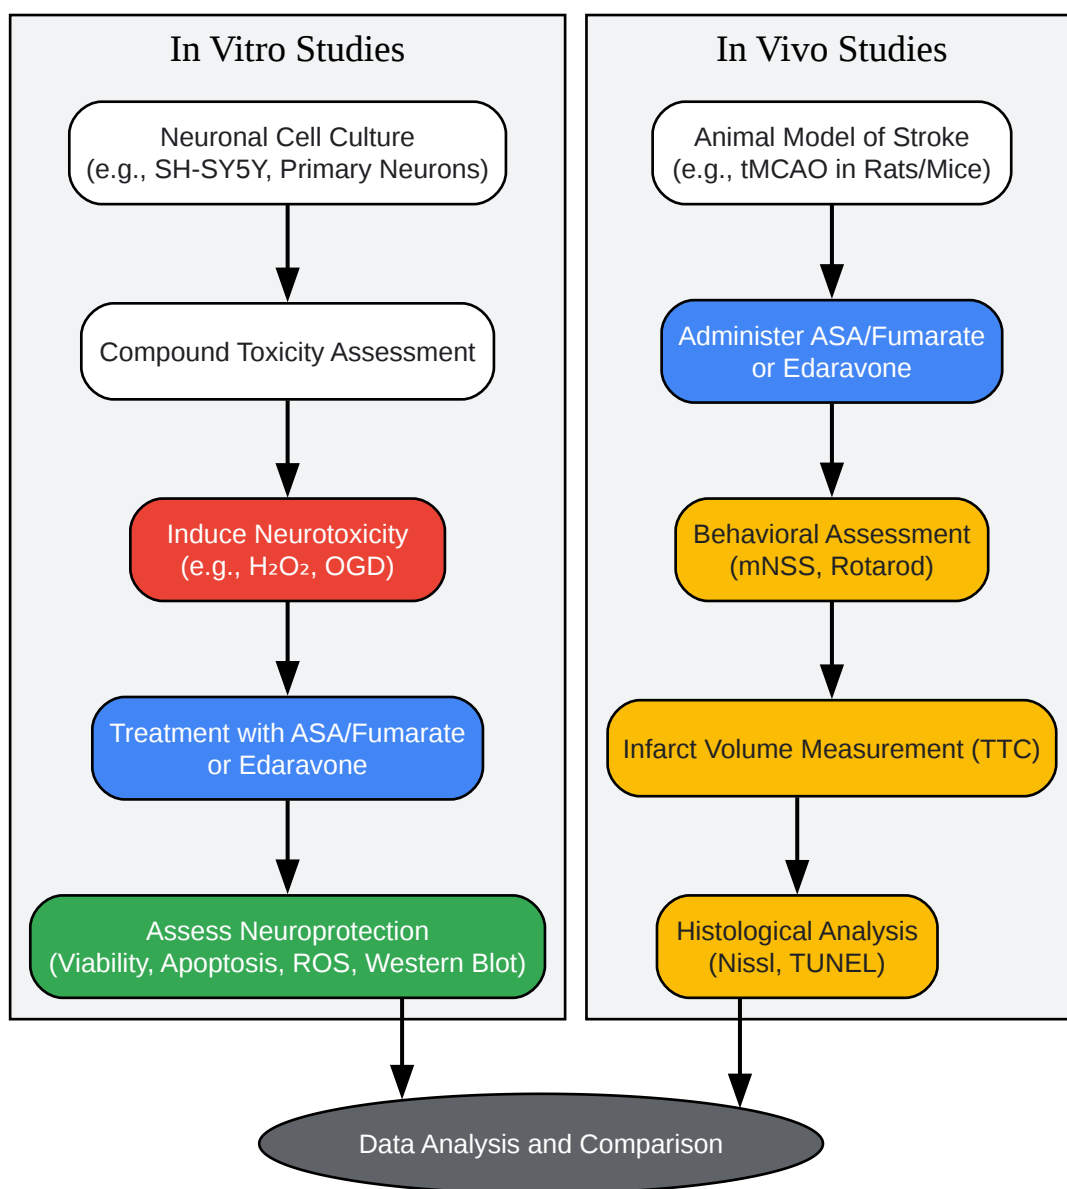 In Vitro Studies
Neuronal Cell Culture
(e.g., SH-SY5Y, Primary Neurons)
Compound Toxicity Assessment
Induce Neurotoxicity
(e.g., H₂O₂, OGD)
Treatment with ASA/Fumarate
or Edaravone
Assess Neuroprotection
(Viability, Apoptosis, ROS, Western Blot)
In Vivo Studies
Animal Model of Stroke
(e.g., tMCAO in Rats/Mice)
Administer ASA/Fumarate
or Edaravone
Behavioral Assessment
(mNSS, Rotarod)
Infarct Volume Measurement (TTC)
Histological Analysis
(Nissl, TUNEL)
Data Analysis and Comparison